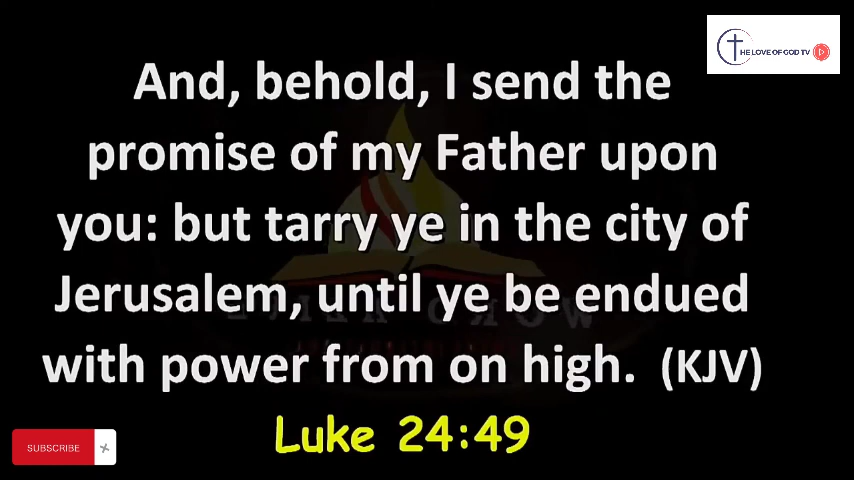 THE LOVE OF GOD TV
And, behold, I send the
promise of my Father upon
you: but tarry ye in the city of
Jerusalem, until ye be endued
with power from on high. (KJV)
Luke 24:49
SUBSCRIBE